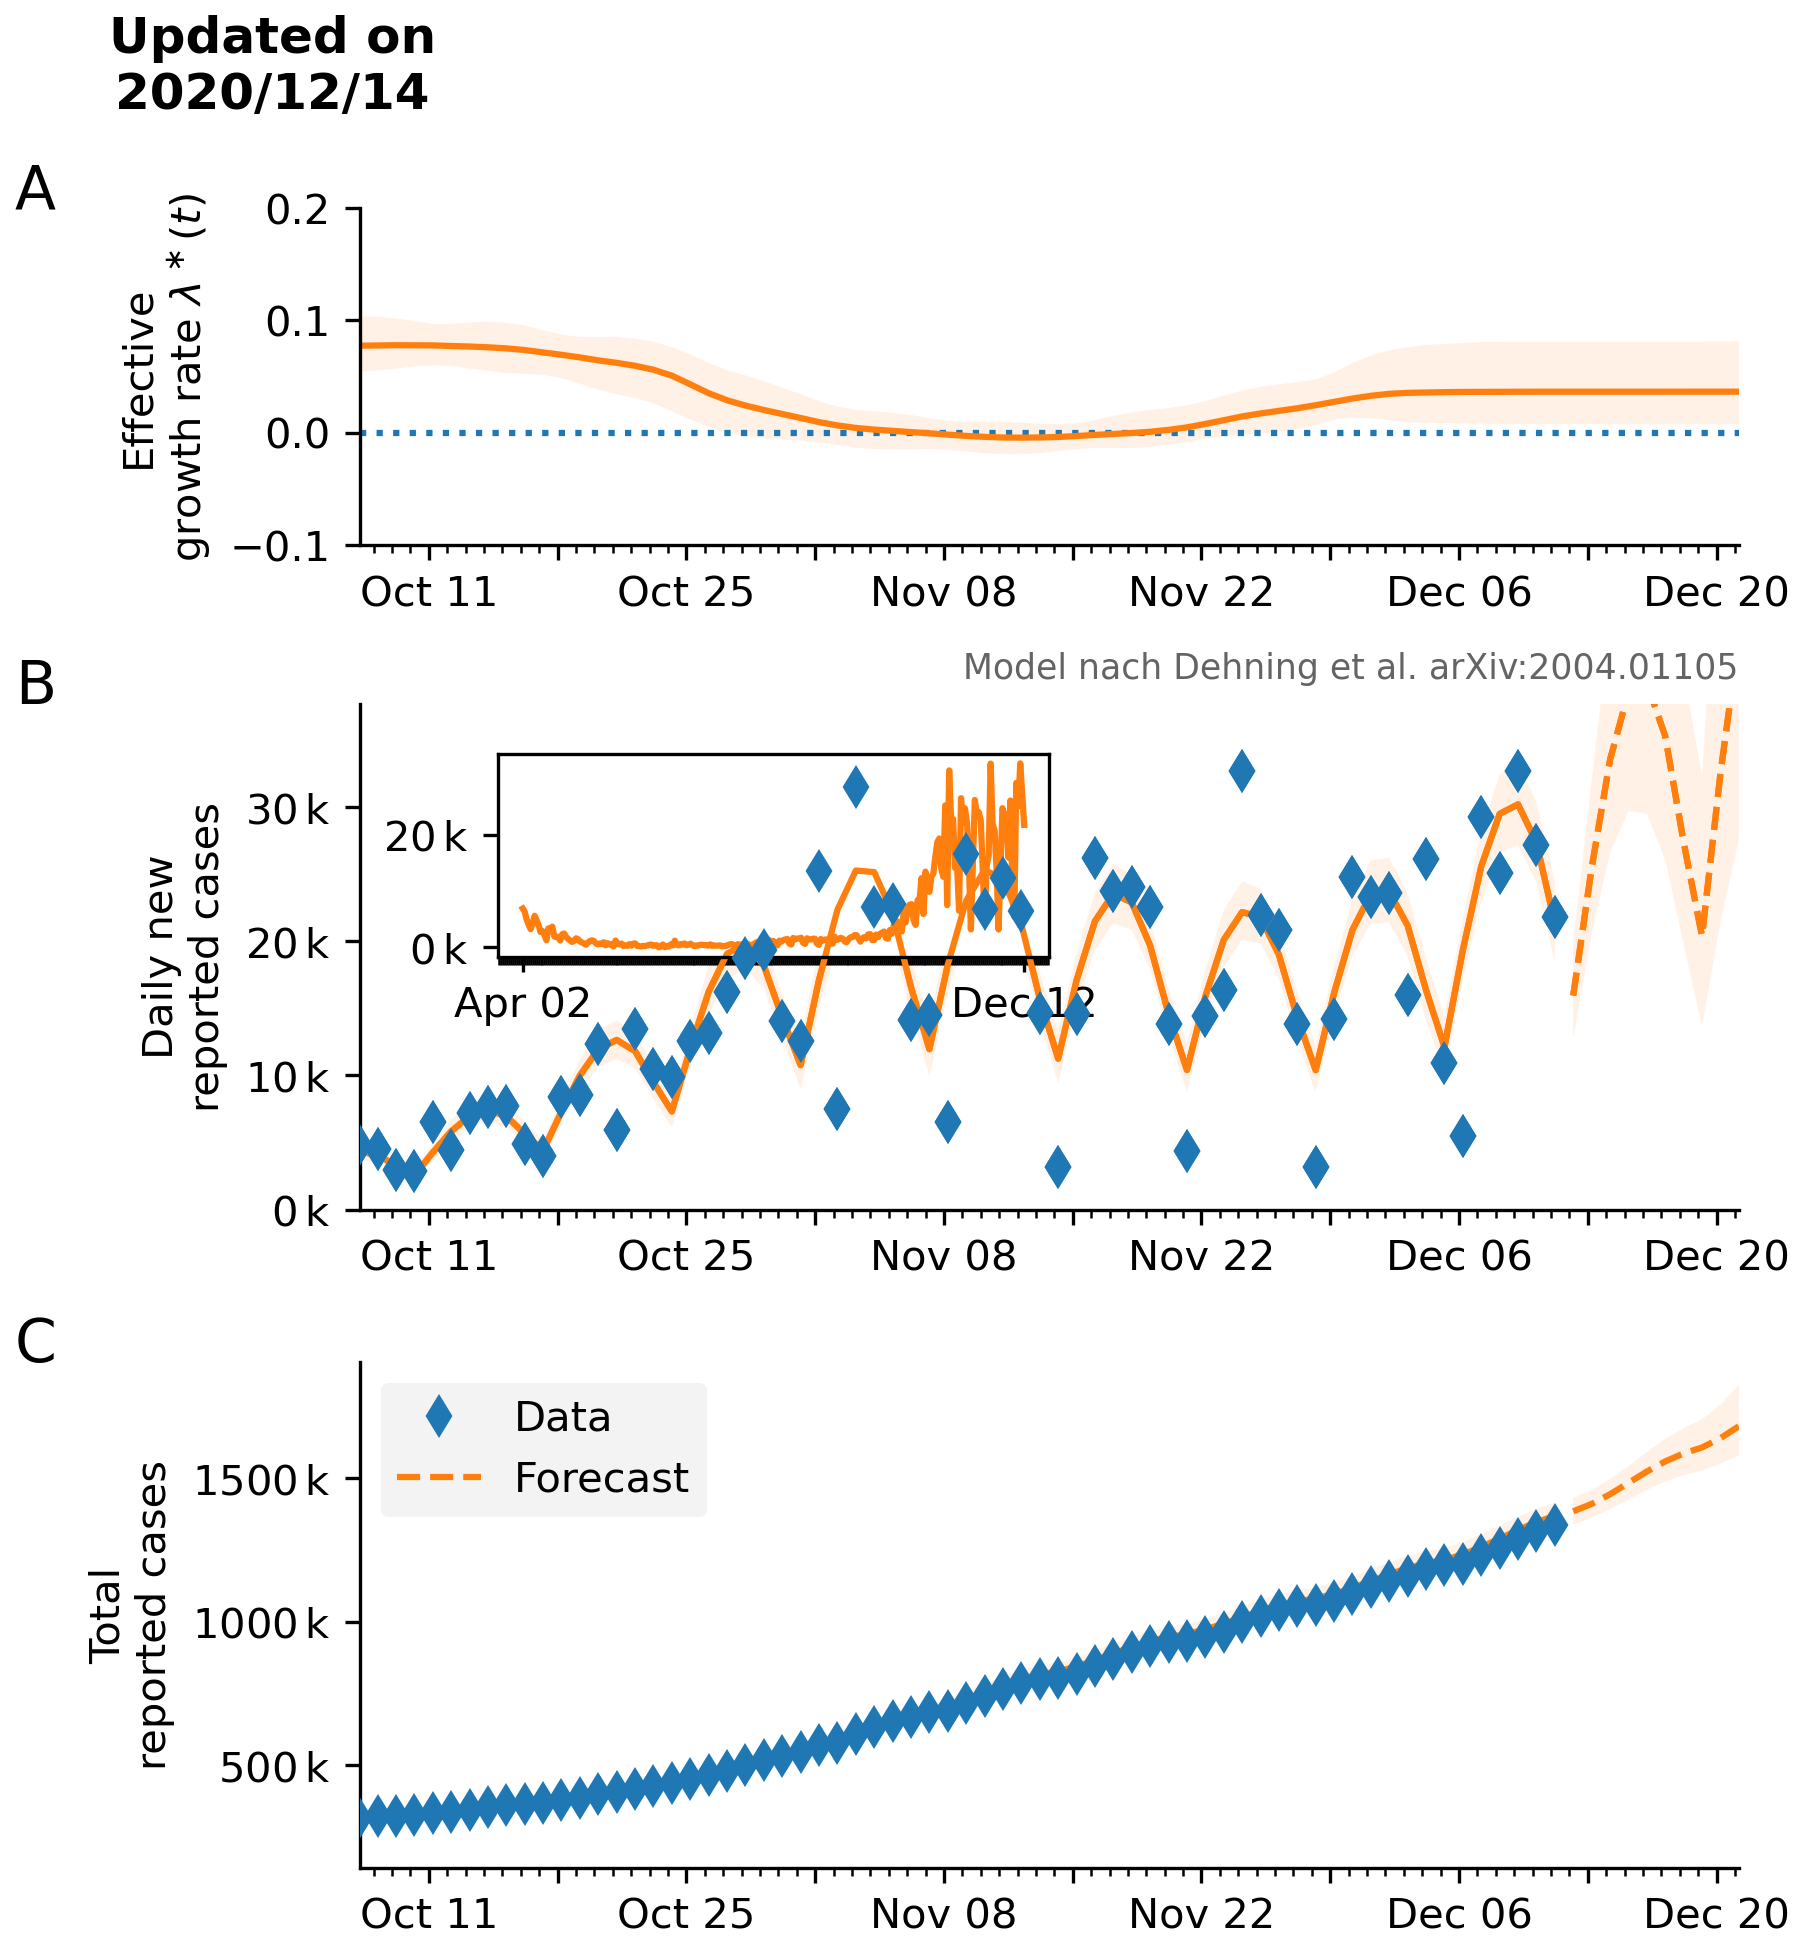 Updated on
2020/12/14
A
Effective
growth rate λ * (t)
0.2
0.1
0.0
−0.1
Oct 11 Oct 25 Nov 08 Nov 22 Dec 06 Dec 20
B
Model nach Dehning et al. arXiv:2004.01105
Daily new
reported cases
30 k
20 k
10 k
0 k
20 k
0 k
Apr 02 Dec 12
Oct 11 Oct 25 Nov 08 Nov 22 Dec 06 Dec 20
C
Total
reported cases
Data
Forecast
1500 k
1000 k
500 k
Oct 11 Oct 25 Nov 08 Nov 22 Dec 06 Dec 20